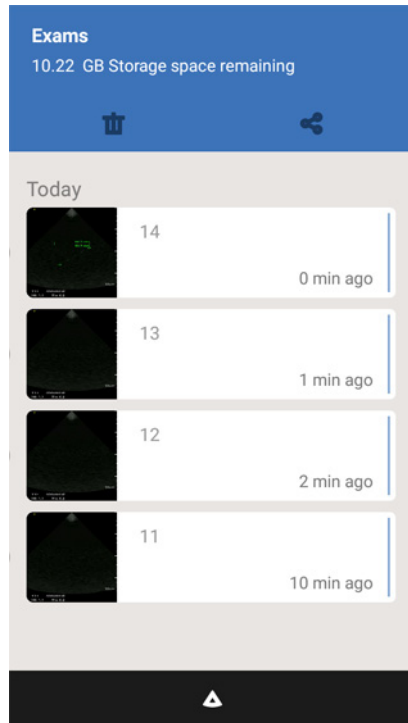 Exams
10.22 GB Storage space remaining
Today
14
0 min ago
13
1 min ago
12
2 min ago
11
10 min ago